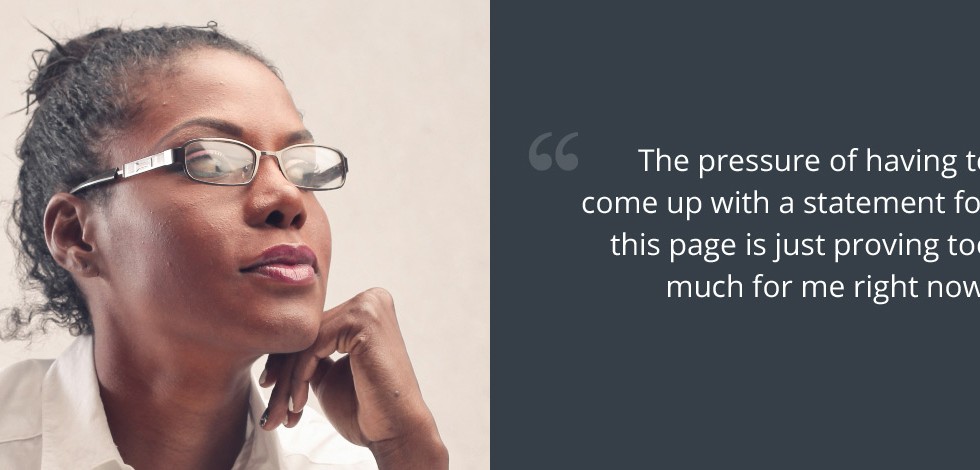 “ The pressure of having to
come up with a statement fo
this page is just proving too
much for me right now